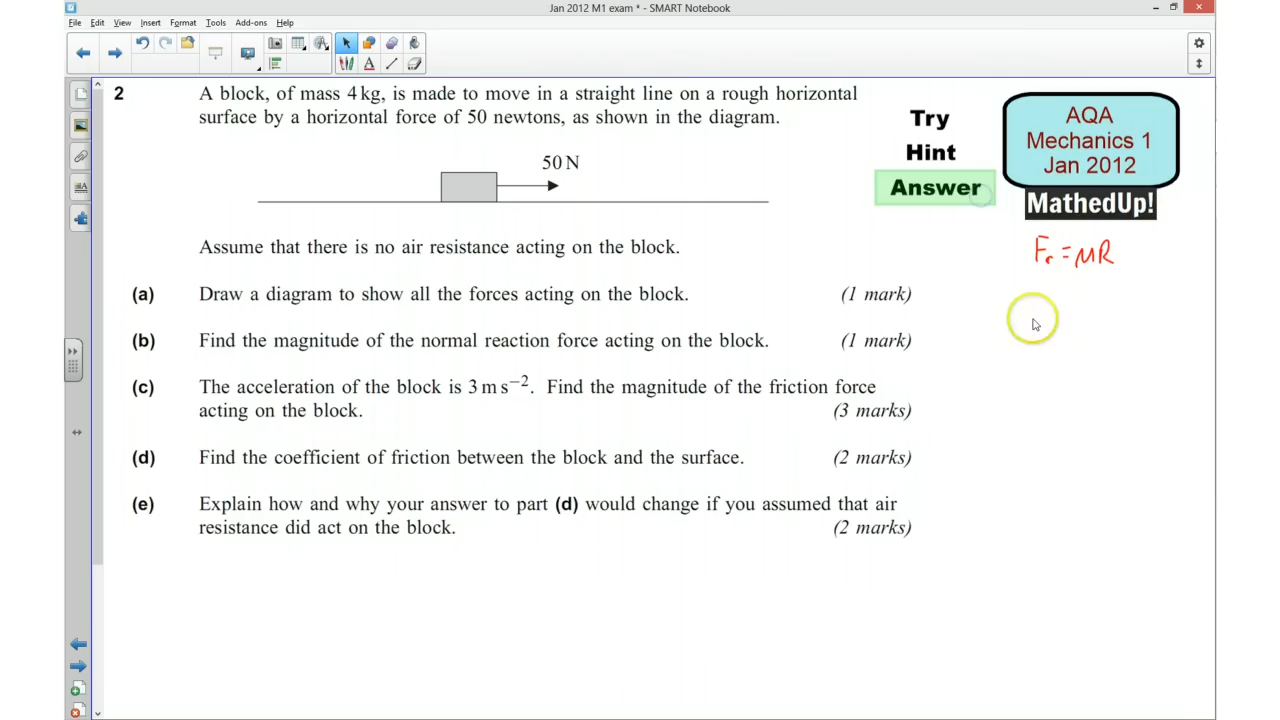 Jan 2012 M1 exam * - SMART Notebook
File Edit View Insert Format Tools Add-ons Help
2 A block, of mass 4 kg, is made to move in a straight line on a rough horizontal
surface by a horizontal force of 50 newtons, as shown in the diagram.
50 N
Try
Hint
Answer
AQA
Mechanics 1
Jan 2012
MathedUp!
Fr = μR
Assume that there is no air resistance acting on the block.
(a) Draw a diagram to show all the forces acting on the block. (1 mark)
(b) Find the magnitude of the normal reaction force acting on the block. (1 mark)
(c) The acceleration of the block is 3 m s⁻². Find the magnitude of the friction force
acting on the block. (3 marks)
(d) Find the coefficient of friction between the block and the surface. (2 marks)
(e) Explain how and why your answer to part (d) would change if you assumed that air
resistance did act on the block. (2 marks)